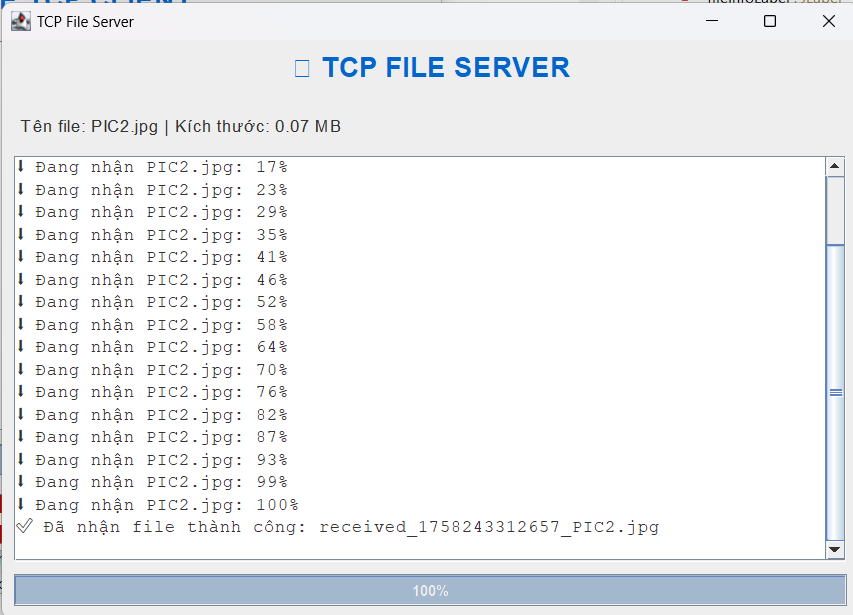 TCP File Server
TCP FILE SERVER
Tên file: PIC2.jpg | Kích thước: 0.07 MB
⬇ Đang nhận PIC2.jpg: 17%
⬇ Đang nhận PIC2.jpg: 23%
⬇ Đang nhận PIC2.jpg: 29%
⬇ Đang nhận PIC2.jpg: 35%
⬇ Đang nhận PIC2.jpg: 41%
⬇ Đang nhận PIC2.jpg: 46%
⬇ Đang nhận PIC2.jpg: 52%
⬇ Đang nhận PIC2.jpg: 58%
⬇ Đang nhận PIC2.jpg: 64%
⬇ Đang nhận PIC2.jpg: 70%
⬇ Đang nhận PIC2.jpg: 76%
⬇ Đang nhận PIC2.jpg: 82%
⬇ Đang nhận PIC2.jpg: 87%
⬇ Đang nhận PIC2.jpg: 93%
⬇ Đang nhận PIC2.jpg: 99%
⬇ Đang nhận PIC2.jpg: 100%
✅ Đã nhận file thành công: received_1758243312657_PIC2.jpg
100%